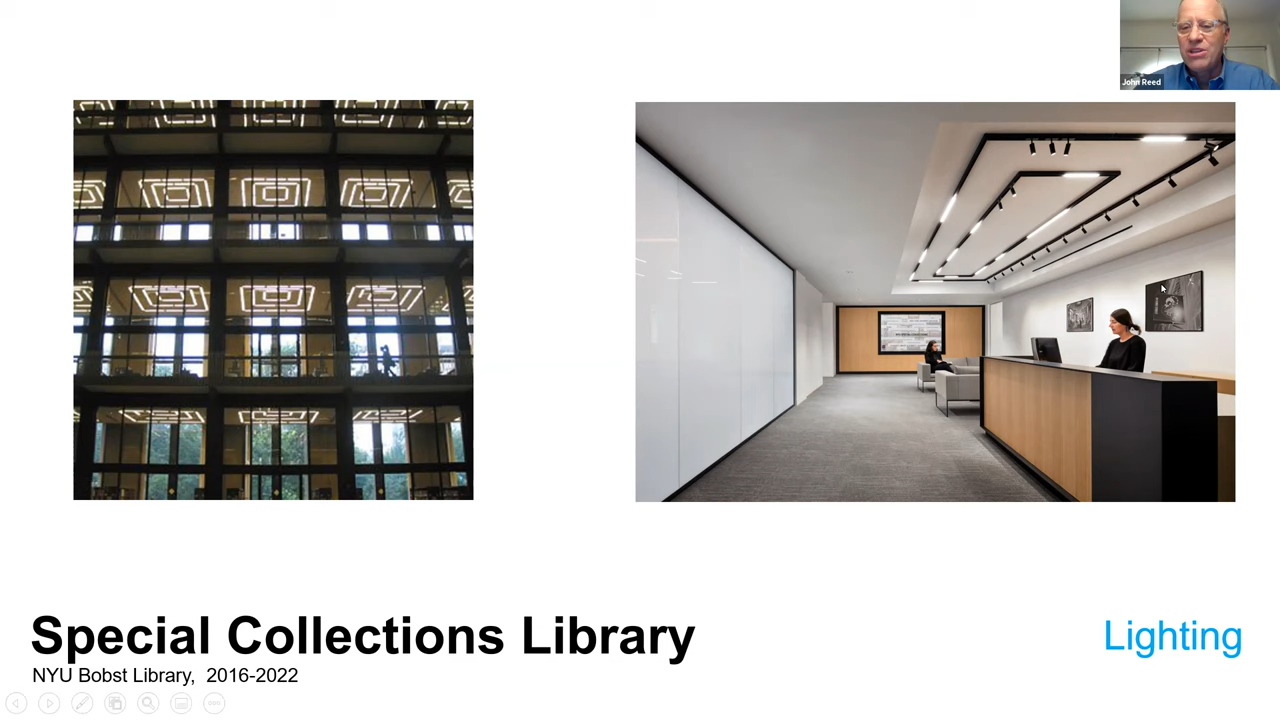 John Reed
Special Collections Library
Lighting
NYU Bobst Library, 2016-2022